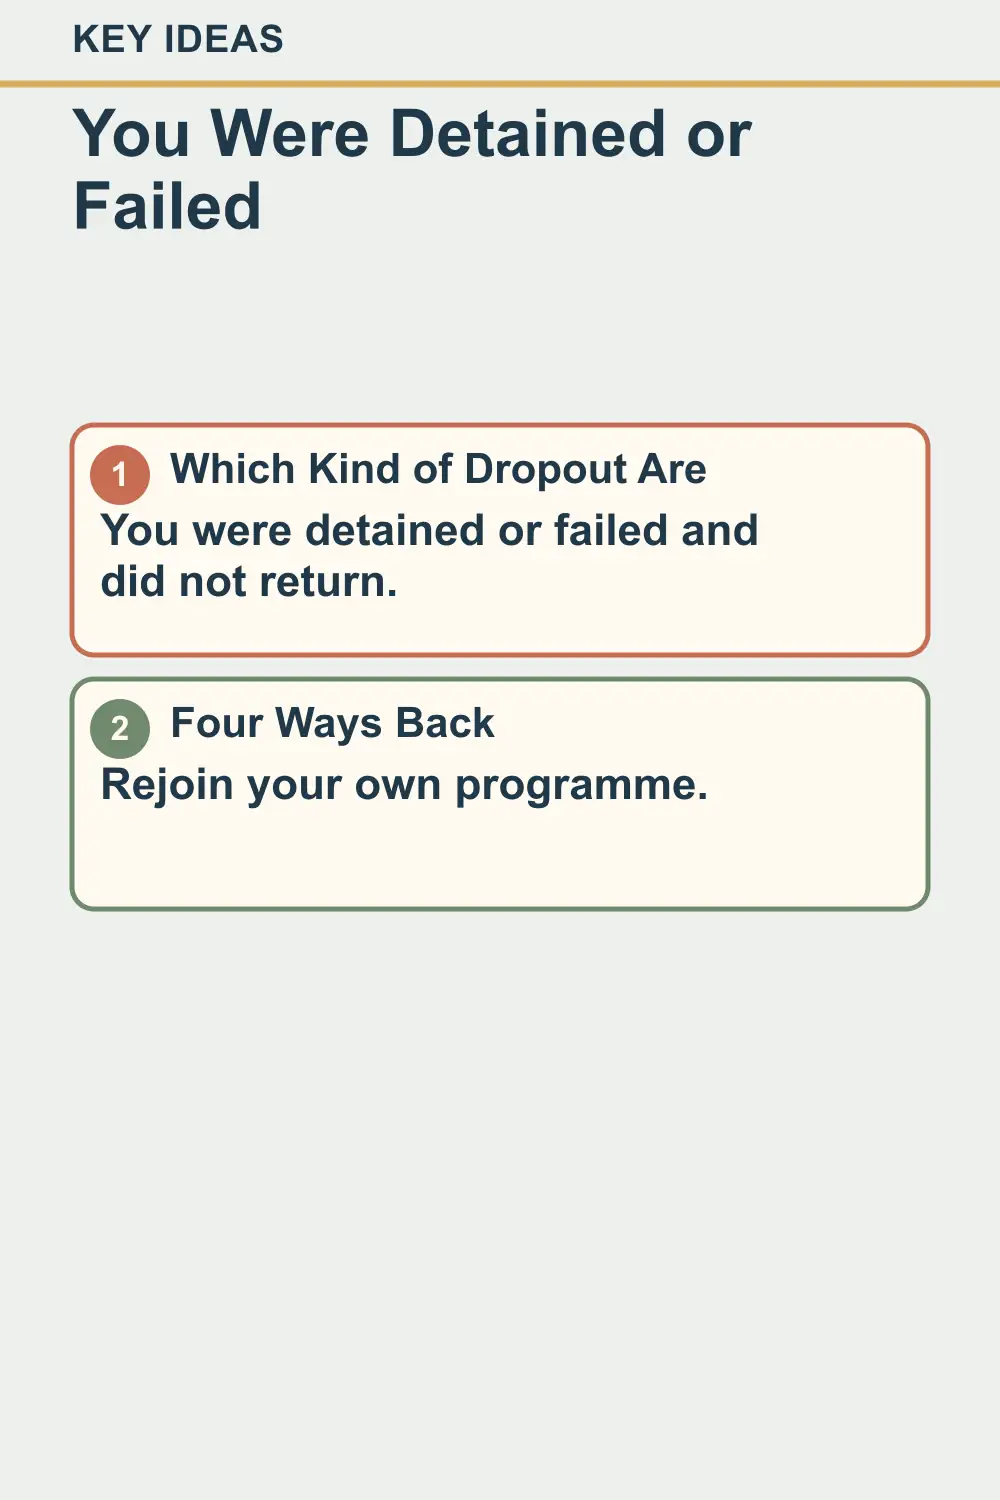 KEY IDEAS
You Were Detained or
Failed
1 Which Kind of Dropout Are
You were detained or failed and
did not return.
2 Four Ways Back
Rejoin your own programme.